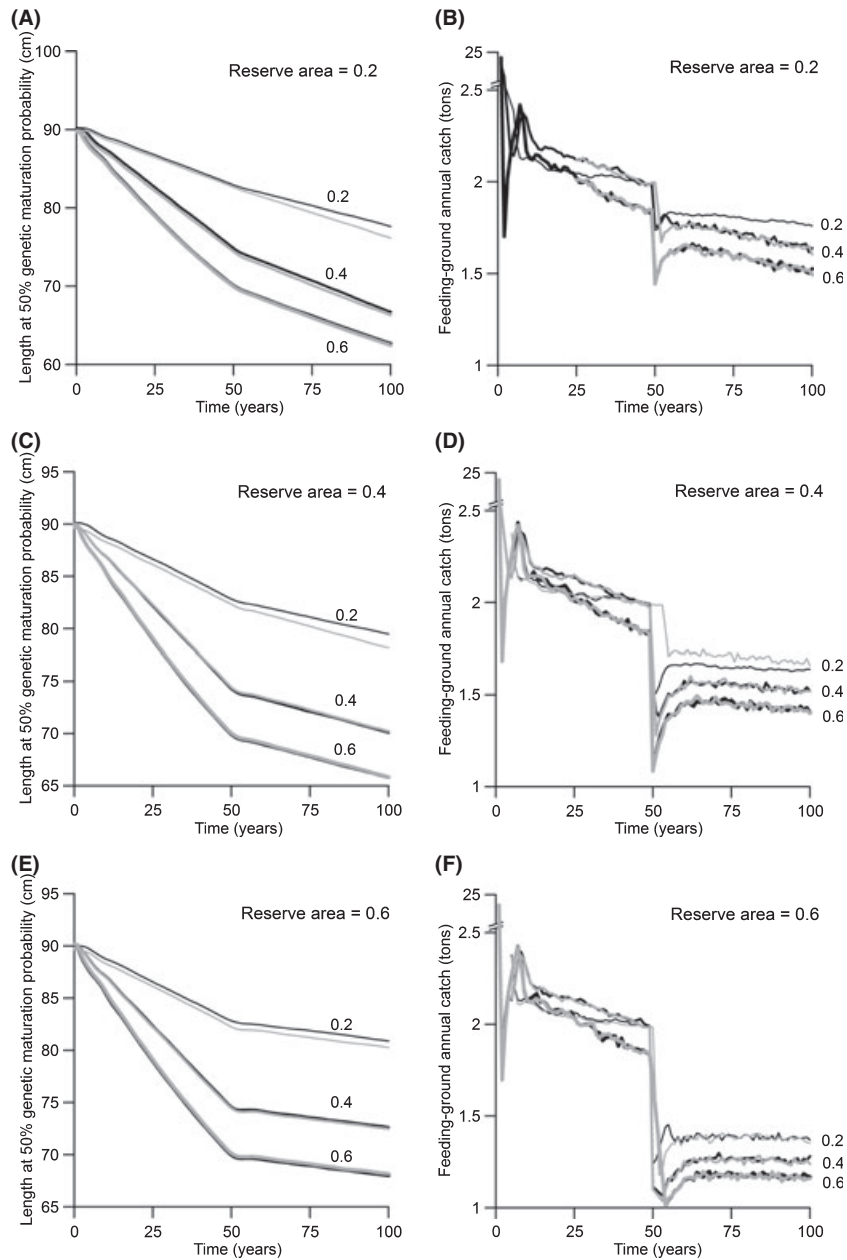 (A)
Length at 50% genetic maturation probability (cm)
100
90
80
70
60
Reserve area = 0.2
0.2
0.4
0.6
0 25 50 75 100
Time (years)
(B)
Feeding-ground annual catch (tons)
25
2.5
2
1.5
1
Reserve area = 0.2
0.2
0.4
0.6
0 25 50 75 100
Time (years)
(C)
Length at 50% genetic maturation probability (cm)
95
90
85
80
75
70
65
Reserve area = 0.4
0.2
0.4
0.6
0 25 50 75 100
Time (years)
(D)
Feeding-ground annual catch (tons)
25
2.5
2
1.5
1
Reserve area = 0.4
0.2
0.4
0.6
0 25 50 75 100
Time (years)
(E)
Length at 50% genetic maturation probability (cm)
95
90
85
80
75
70
65
Reserve area = 0.6
0.2
0.4
0.6
0 25 50 75 100
Time (years)
(F)
Feeding-ground annual catch (tons)
25
2.5
2
1.5
1
Reserve area = 0.6
0.2
0.4
0.6
0 25 50 75 100
Time (years)